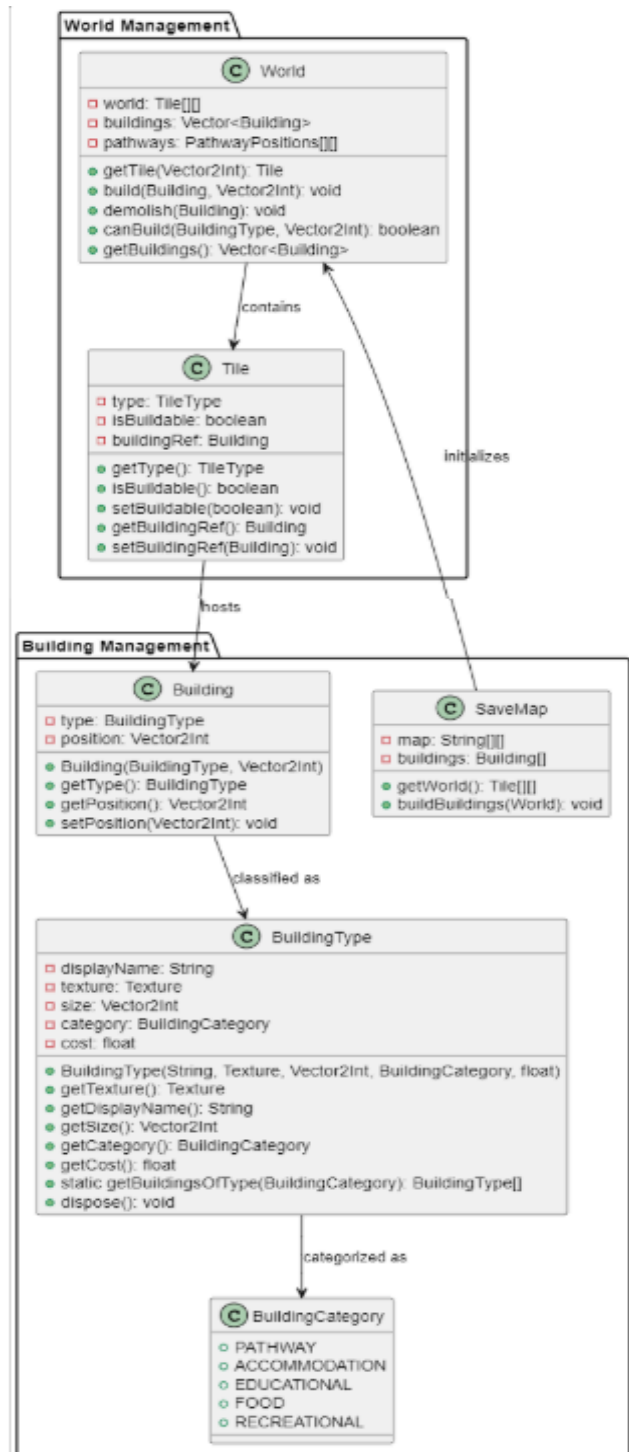 World Management
C World
world: Tile[][]
buildings: Vector<Building>
pathways: PathwayPositions[][]
getTile(Vector2Int): Tile
build(Building, Vector2Int): void
demolish(Building): void
canBuild(BuildingType, Vector2Int): boolean
getBuildings(): Vector<Building>
contains
C Tile
type: TileType
isBuildable: boolean
buildingRef: Building
getType(): TileType
isBuildable(): boolean
setBuildable(boolean): void
getBuildingRef(): Building
setBuildingRef(Building): void
initializes
hosts
Building Management
C Building
type: BuildingType
position: Vector2Int
Building(BuildingType, Vector2Int)
getType(): BuildingType
getPosition(): Vector2Int
setPosition(Vector2Int): void
C SaveMap
map: String[][]
buildings: Building[]
getWorld(): Tile[][]
buildBuildings(World): void
classified as
C BuildingType
displayName: String
texture: Texture
size: Vector2Int
category: BuildingCategory
cost: float
BuildingType(String, Texture, Vector2Int, BuildingCategory, float)
getTexture(): Texture
getDisplayName(): String
getSize(): Vector2Int
getCategory(): BuildingCategory
getCost(): float
static getBuildingsOfType(BuildingCategory): BuildingType[]
dispose(): void
categorized as
C BuildingCategory
PATHWAY
ACCOMMODATION
EDUCATIONAL
FOOD
RECREATIONAL